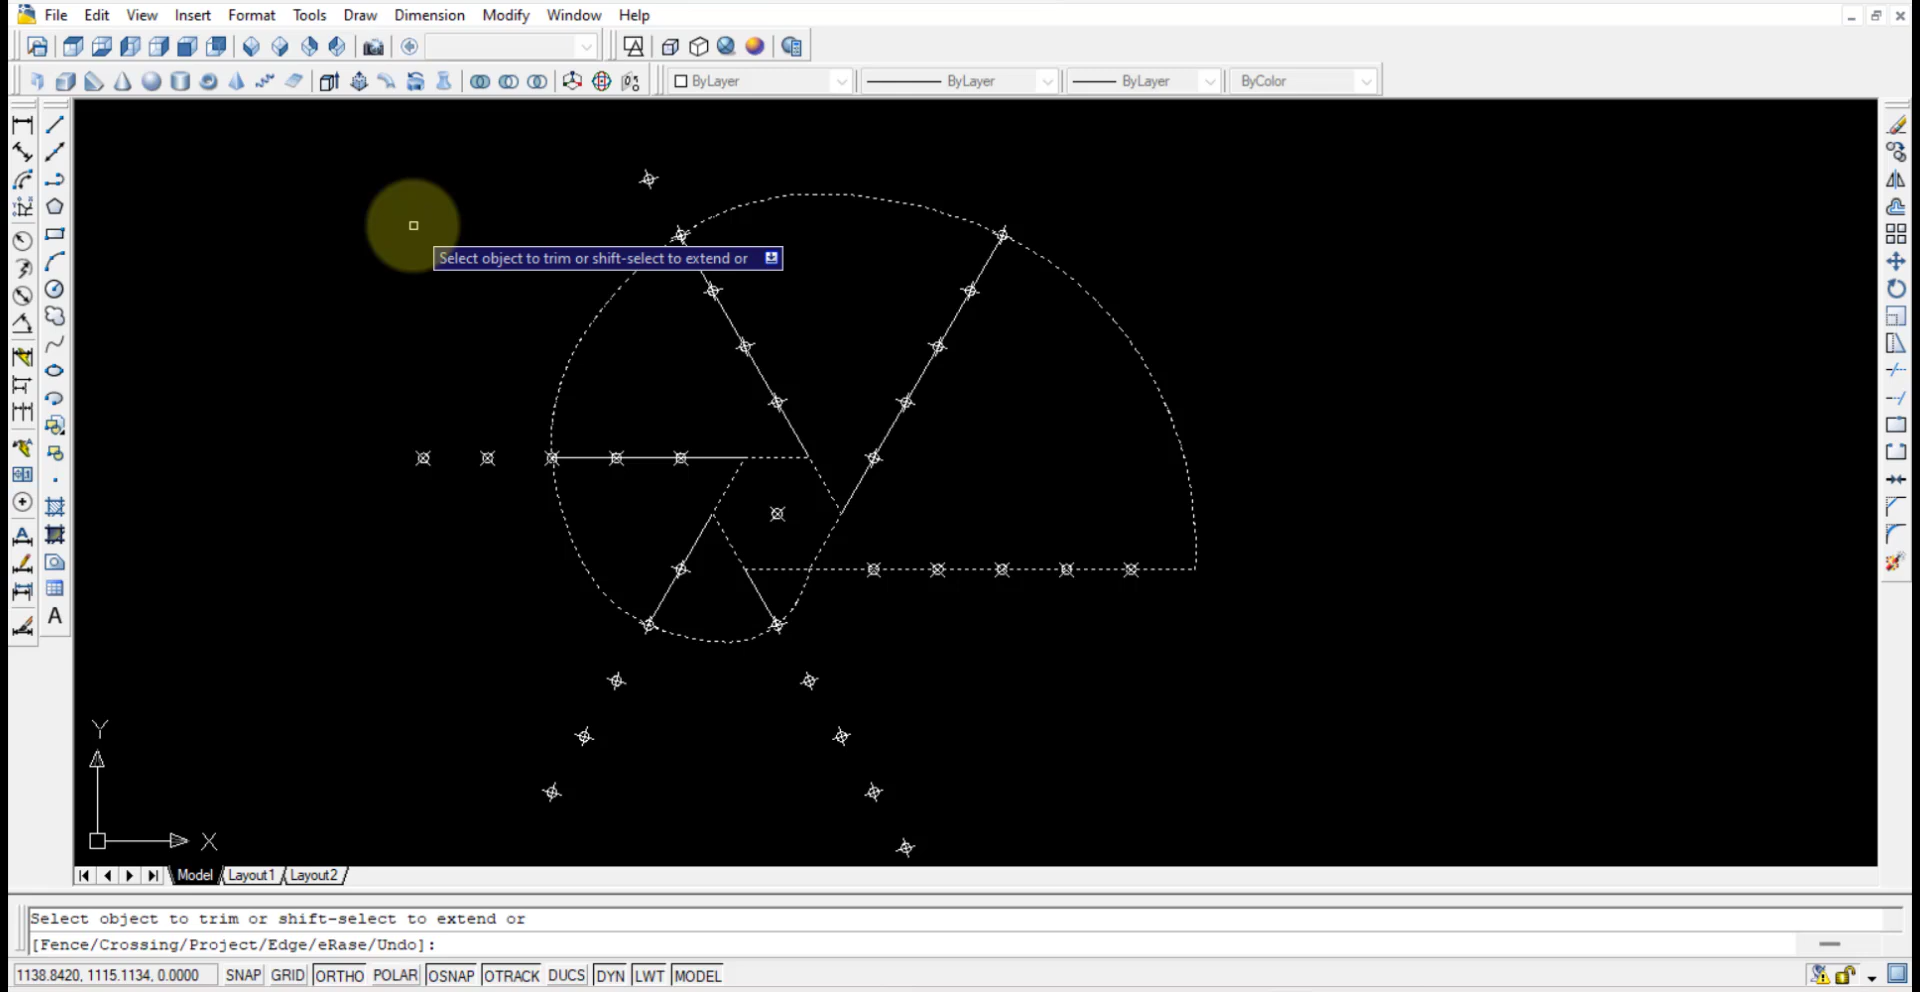 File Edit View Insert Format Tools Draw Dimension Modify Window Help
ByLayer ByLayer ByLayer ByColor
Select object to trim or shift-select to extend or
A
Y
X
Model Layout1 Layout2
Select object to trim or shift-select to extend or
[Fence/Crossing/Project/Edge/eRase/Undo]:
1138.8420, 1115.1134, 0.0000 SNAP GRID ORTHO POLAR OSNAP OTRACK DUCS DYN LWT MODEL